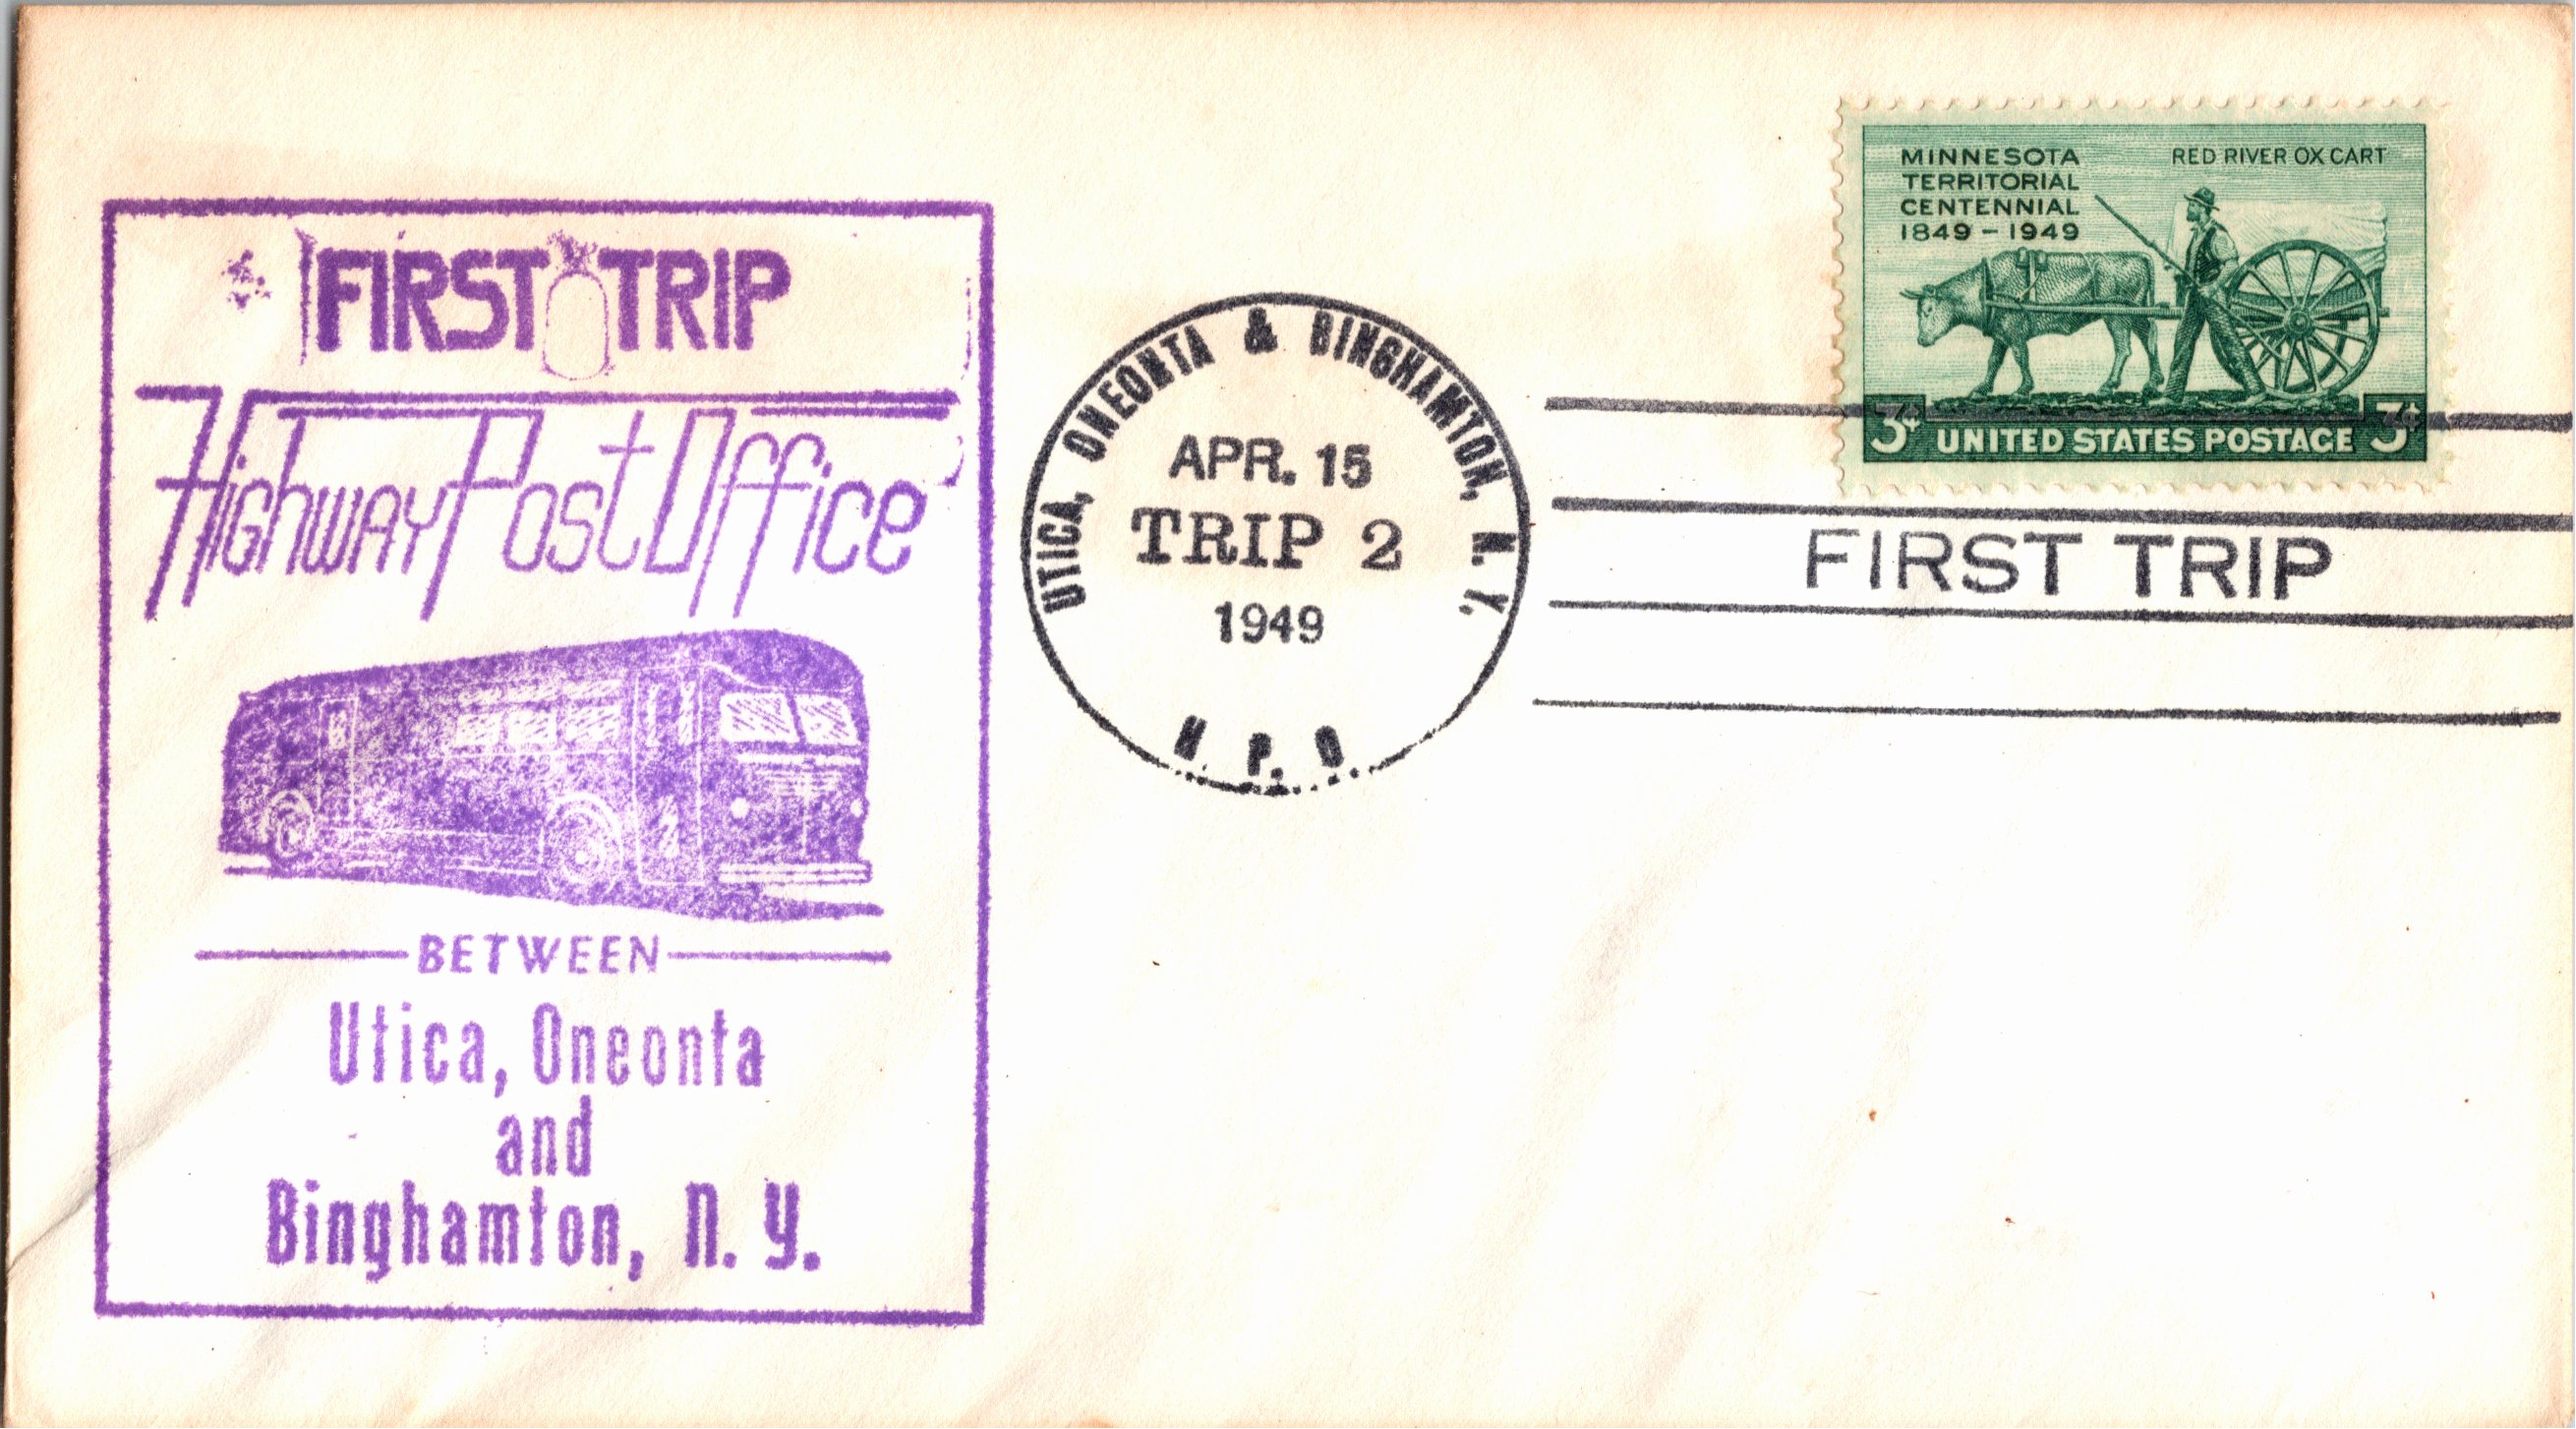 FIRST TRIP
Highway Post Office
BETWEEN
Utica, Oneonta
and
Binghamton, N. Y.
UTICA, ONEONTA & BINGHAMTON, N. Y.
APR. 15
TRIP 2
1949
H. P. O.
MINNESOTA
TERRITORIAL
CENTENNIAL
1849 - 1949
RED RIVER OX CART
3¢ UNITED STATES POSTAGE 3¢
FIRST TRIP